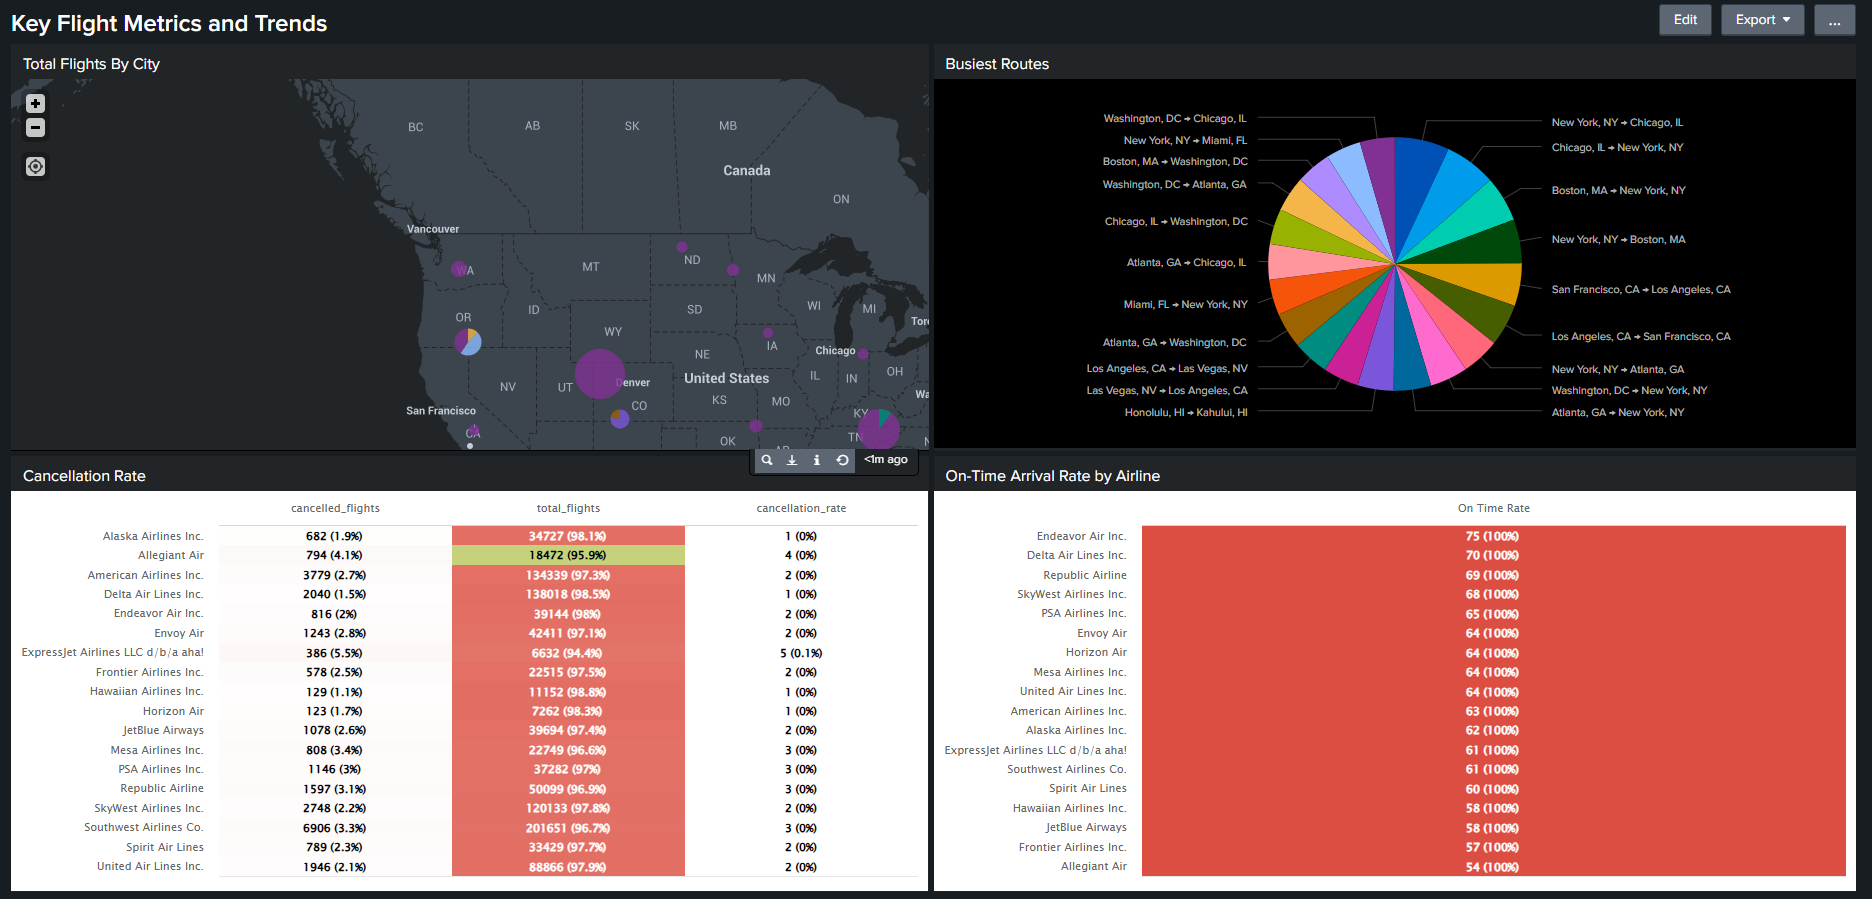 Key Flight Metrics and Trends
Edit
Export
...
Total Flights By City
BC
AB
SK
MB
Canada
ON
Vancouver
WA
MT
ND
MN
OR
ID
SD
WI
MI
WY
IA
Chicago
NE
United States
IL
IN
OH
NV
UT
Denver
CO
KS
MO
KY
San Francisco
CA
OK
TN
<1m ago
Busiest Routes
Washington, DC → Chicago, IL
New York, NY → Miami, FL
Boston, MA → Washington, DC
Washington, DC → Atlanta, GA
Chicago, IL → Washington, DC
Atlanta, GA → Chicago, IL
Miami, FL → New York, NY
Atlanta, GA → Washington, DC
Los Angeles, CA → Las Vegas, NV
Las Vegas, NV → Los Angeles, CA
Honolulu, HI → Kahului, HI
New York, NY → Chicago, IL
Chicago, IL → New York, NY
Boston, MA → New York, NY
New York, NY → Boston, MA
San Francisco, CA → Los Angeles, CA
Los Angeles, CA → San Francisco, CA
New York, NY → Atlanta, GA
Washington, DC → New York, NY
Atlanta, GA → New York, NY
Cancellation Rate
cancelled_flights total_flights cancellation_rate
Alaska Airlines Inc. 682 (1.9%) 34727 (98.1%) 1 (0%)
Allegiant Air 794 (4.1%) 18472 (95.9%) 4 (0%)
American Airlines Inc. 3779 (2.7%) 134339 (97.3%) 2 (0%)
Delta Air Lines Inc. 2040 (1.5%) 138018 (98.5%) 1 (0%)
Endeavor Air Inc. 816 (2%) 39144 (98%) 2 (0%)
Envoy Air 1243 (2.8%) 42411 (97.1%) 2 (0%)
ExpressJet Airlines LLC d/b/a aha! 386 (5.5%) 6632 (94.4%) 5 (0.1%)
Frontier Airlines Inc. 578 (2.5%) 22515 (97.5%) 2 (0%)
Hawaiian Airlines Inc. 129 (1.1%) 11152 (98.8%) 1 (0%)
Horizon Air 123 (1.7%) 7262 (98.3%) 1 (0%)
JetBlue Airways 1078 (2.6%) 39694 (97.4%) 2 (0%)
Mesa Airlines Inc. 808 (3.4%) 22749 (96.6%) 3 (0%)
PSA Airlines Inc. 1146 (3%) 37282 (97%) 3 (0%)
Republic Airline 1597 (3.1%) 50099 (96.9%) 3 (0%)
SkyWest Airlines Inc. 2748 (2.2%) 120133 (97.8%) 2 (0%)
Southwest Airlines Co. 6906 (3.3%) 201651 (96.7%) 3 (0%)
Spirit Air Lines 789 (2.3%) 33429 (97.7%) 2 (0%)
United Air Lines Inc. 1946 (2.1%) 88866 (97.9%) 2 (0%)
On-Time Arrival Rate by Airline
On Time Rate
Endeavor Air Inc. 75 (100%)
Delta Air Lines Inc. 70 (100%)
Republic Airline 69 (100%)
SkyWest Airlines Inc. 68 (100%)
PSA Airlines Inc. 65 (100%)
Envoy Air 64 (100%)
Horizon Air 64 (100%)
Mesa Airlines Inc. 64 (100%)
United Air Lines Inc. 64 (100%)
American Airlines Inc. 63 (100%)
Alaska Airlines Inc. 62 (100%)
ExpressJet Airlines LLC d/b/a aha! 61 (100%)
Southwest Airlines Co. 61 (100%)
Spirit Air Lines 60 (100%)
Hawaiian Airlines Inc. 58 (100%)
JetBlue Airways 58 (100%)
Frontier Airlines Inc. 57 (100%)
Allegiant Air 54 (100%)